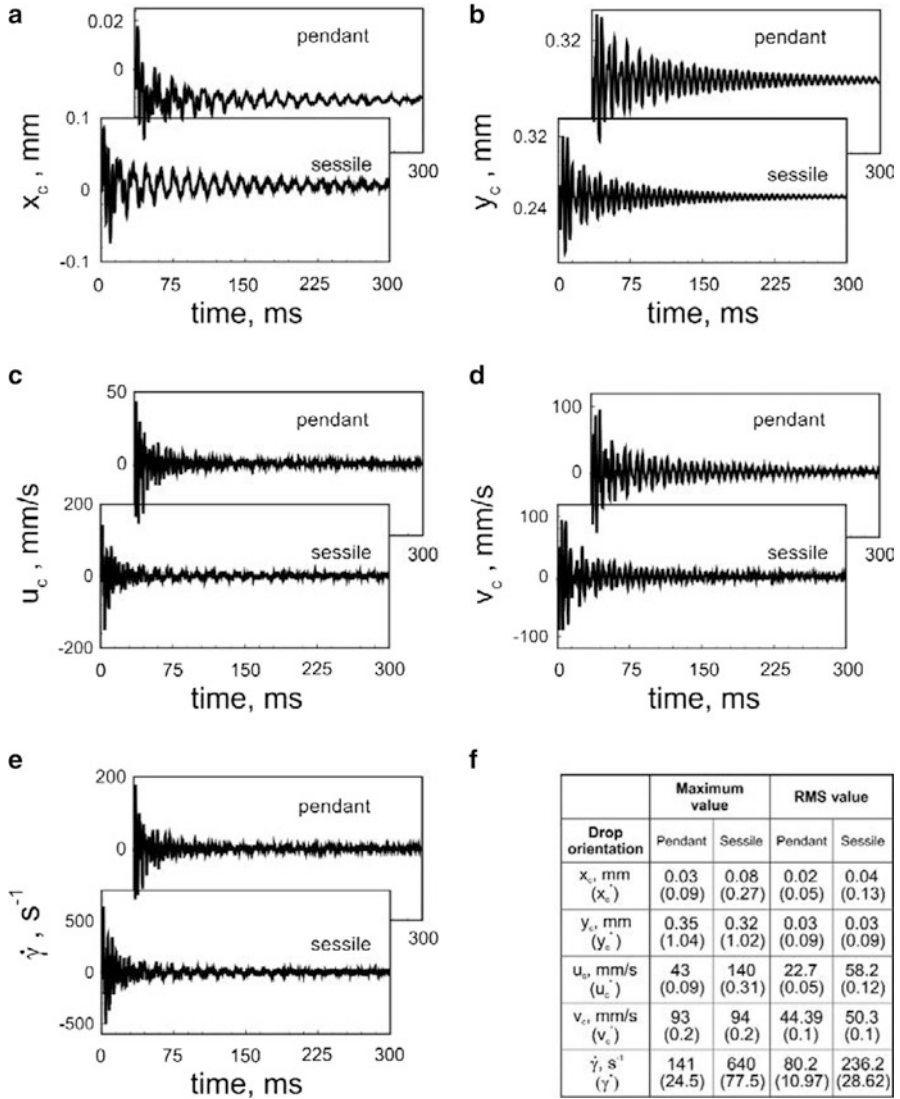 a
0.02
0
pendant
300
0.1
0
-0.1
sessile
x_c , mm
0 75 150 225 300
time, ms
b
0.32
pendant
300
0.32
0.24
sessile
y_c , mm
0 75 150 225 300
time, ms
c
50
0
pendant
300
200
0
-200
sessile
u_c , mm/s
0 75 150 225 300
time, ms
d
100
0
pendant
300
100
0
-100
sessile
v_c , mm/s
0 75 150 225 300
time, ms
e
200
0
pendant
300
500
0
-500
sessile
γ̇ , s⁻¹
0 75 150 225 300
time, ms
f
Maximum value RMS value
Drop orientation Pendant Sessile Pendant Sessile
x_c, mm 0.03 0.08 0.02 0.04
(x_c*) (0.09) (0.27) (0.05) (0.13)
y_c, mm 0.35 0.32 0.03 0.03
(y_c*) (1.04) (1.02) (0.09) (0.09)
u_c, mm/s 43 140 22.7 58.2
(u_c*) (0.09) (0.31) (0.05) (0.12)
v_c, mm/s 93 94 44.39 50.3
(v_c*) (0.2) (0.2) (0.1) (0.1)
γ̇, s⁻¹ 141 640 80.2 236.2
(γ̇*) (24.5) (77.5) (10.97) (28.62)